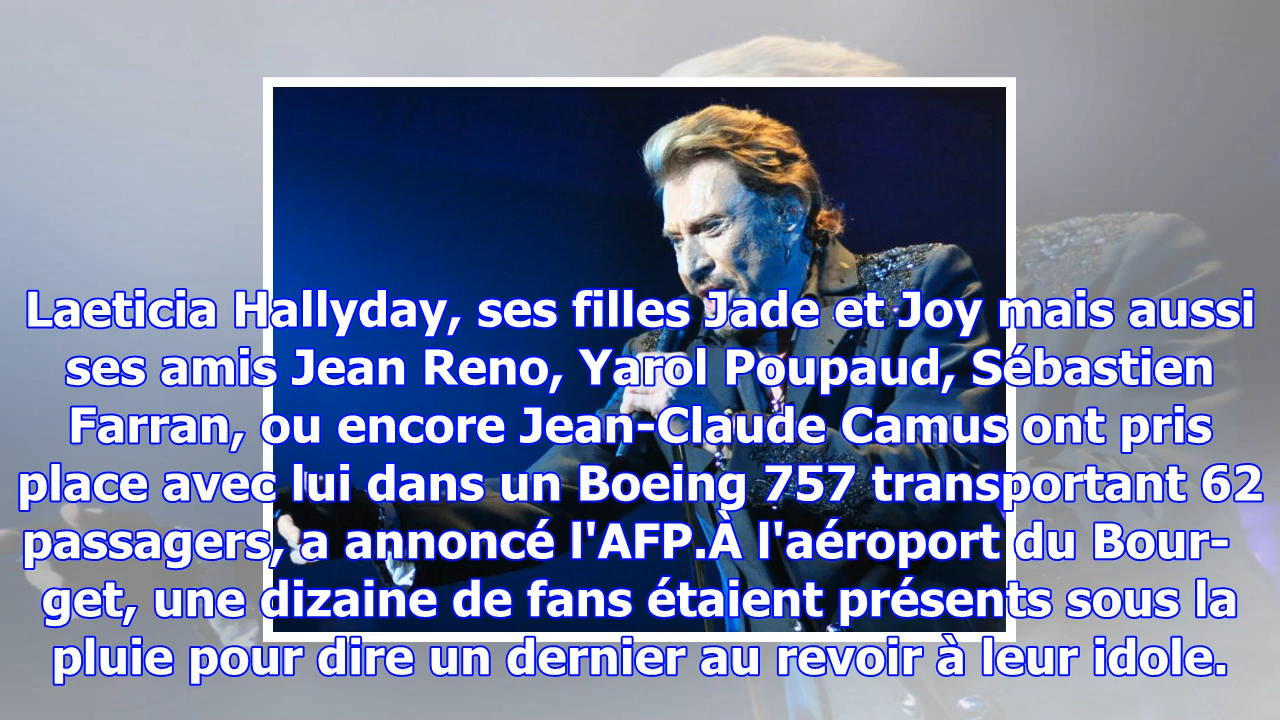 Laeticia Hallyday, ses filles Jade et Joy mais aussi
ses amis Jean Reno, Yarol Poupaud, Sébastien
Farran, ou encore Jean-Claude Camus ont pris
place avec lui dans un Boeing 757 transportant 62
passagers, a annoncé l'AFP.À l'aéroport du Bour-
get, une dizaine de fans étaient présents sous la
pluie pour dire un dernier au revoir à leur idole.